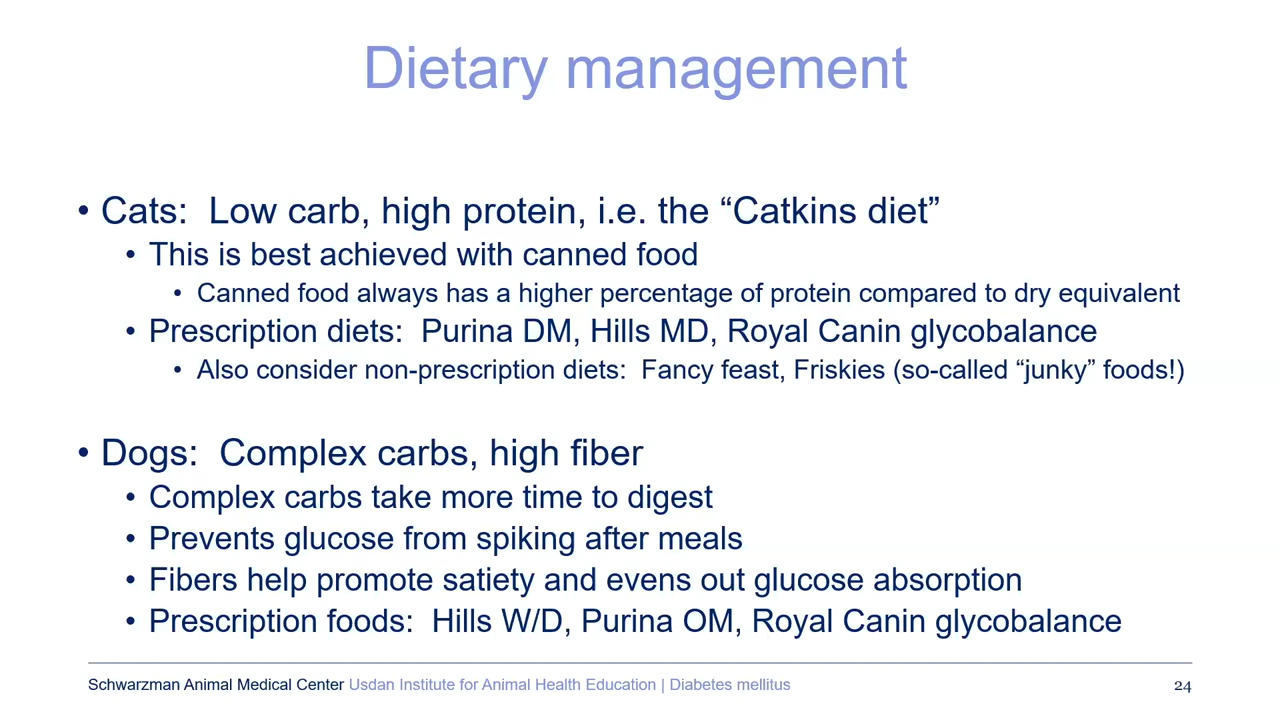 Dietary management
• Cats:  Low carb, high protein, i.e. the “Catkins diet”
• This is best achieved with canned food
• Canned food always has a higher percentage of protein compared to dry equivalent
• Prescription diets:  Purina DM, Hills MD, Royal Canin glycobalance
• Also consider non-prescription diets:  Fancy feast, Friskies (so-called “junky” foods!)
• Dogs:  Complex carbs, high fiber
• Complex carbs take more time to digest
• Prevents glucose from spiking after meals
• Fibers help promote satiety and evens out glucose absorption
• Prescription foods:  Hills W/D, Purina OM, Royal Canin glycobalance
Schwarzman Animal Medical Center Usdan Institute for Animal Health Education | Diabetes mellitus 24